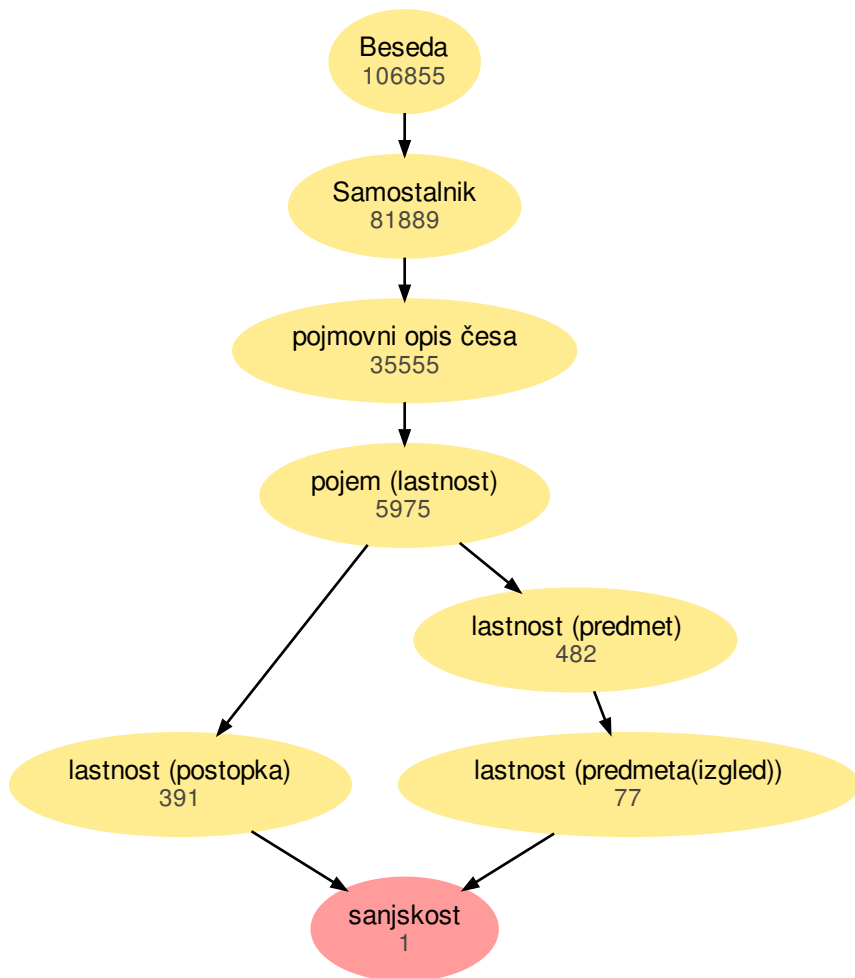 Beseda
106855
Samostalnik
81889
pojmovni opis česa
35555
pojem (lastnost)
5975
lastnost (predmet)
482
lastnost (postopka)
391
lastnost (predmeta(izgled))
77
sanjskost
1